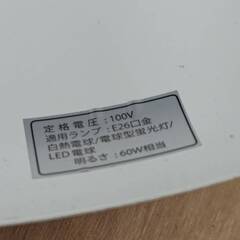 定格電圧：100V
適用ランプ：E26口金
白熱電球/電球型蛍光灯/
LED電球
明るさ：60W相当